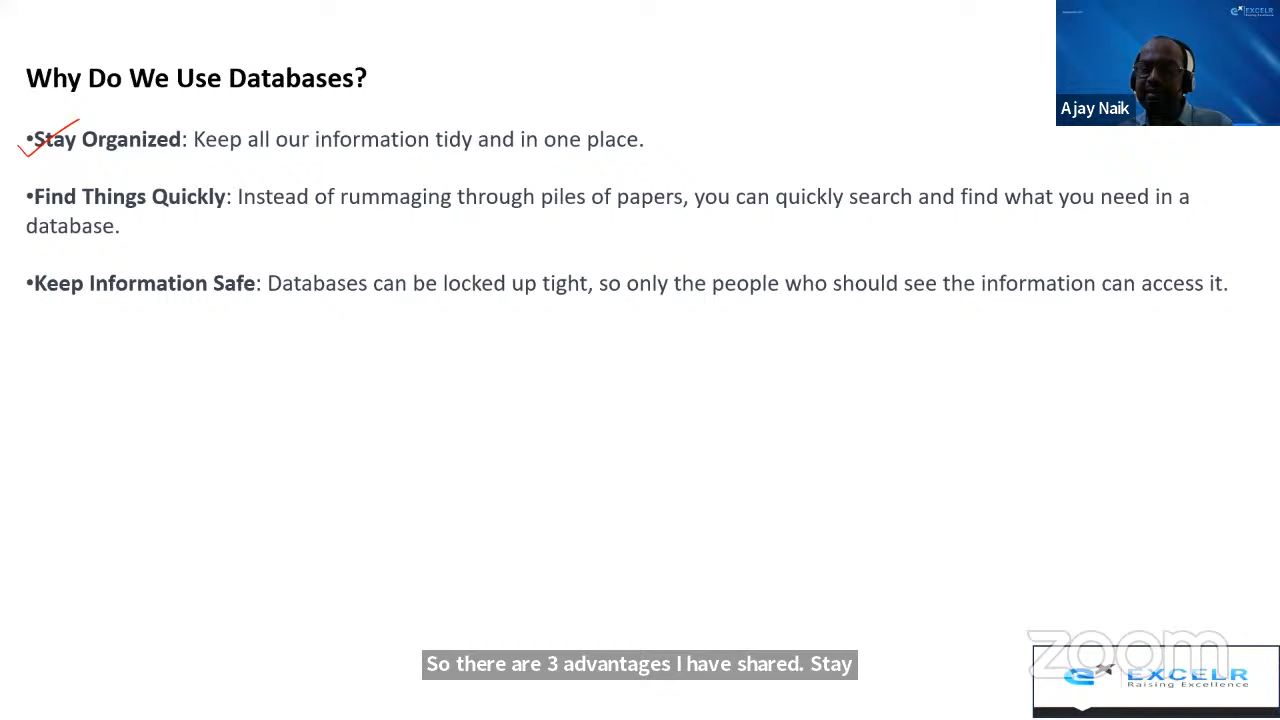 EXCELR
Raising Excellence
Ajay Naik
Why Do We Use Databases?
•Stay Organized: Keep all our information tidy and in one place.
•Find Things Quickly: Instead of rummaging through piles of papers, you can quickly search and find what you need in a
database.
•Keep Information Safe: Databases can be locked up tight, so only the people who should see the information can access it.
So there are 3 advantages I have shared. Stay
zoom
EXCELR
Raising Excellence